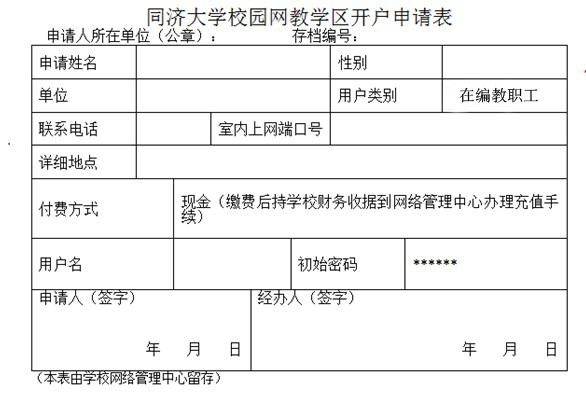 同济大学校园网教学区开户申请表
申请人所在单位（公章）： 存档编号：
申请姓名 性别
单位 用户类别 在编教职工
联系电话 室内上网端口号
详细地点
付费方式 现金（缴费后持学校财务收据到网络管理中心办理充值手
续）
用户名 初始密码 ******
申请人（签字） 经办人（签字）
年 月 日 年 月 日
（本表由学校网络管理中心留存）